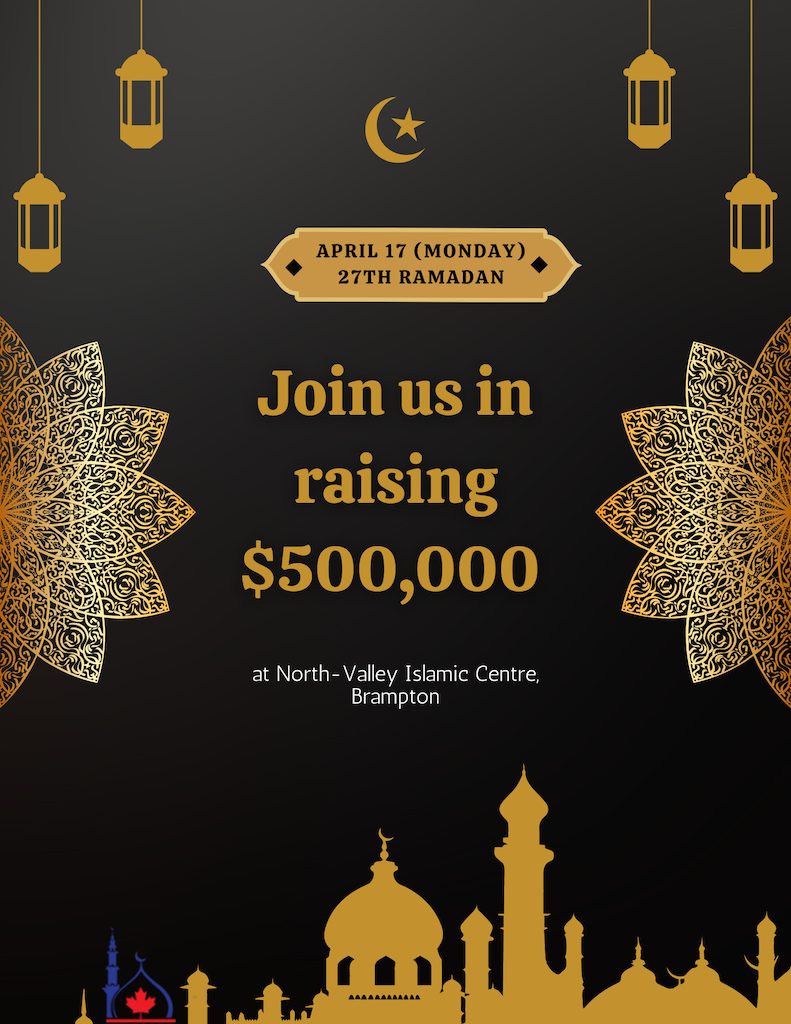 APRIL 17 (MONDAY)
27TH RAMADAN
Join us in
raising
$500,000
at North-Valley Islamic Centre,
Brampton